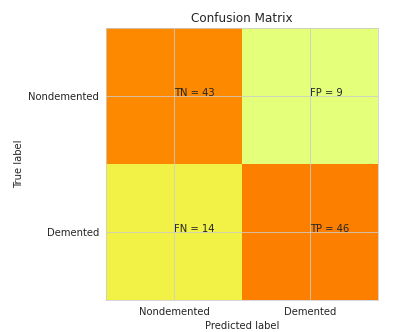 Confusion Matrix
True label
Nondemented
TN = 43
FP = 9
Demented
FN = 14
TP = 46
Nondemented
Demented
Predicted label